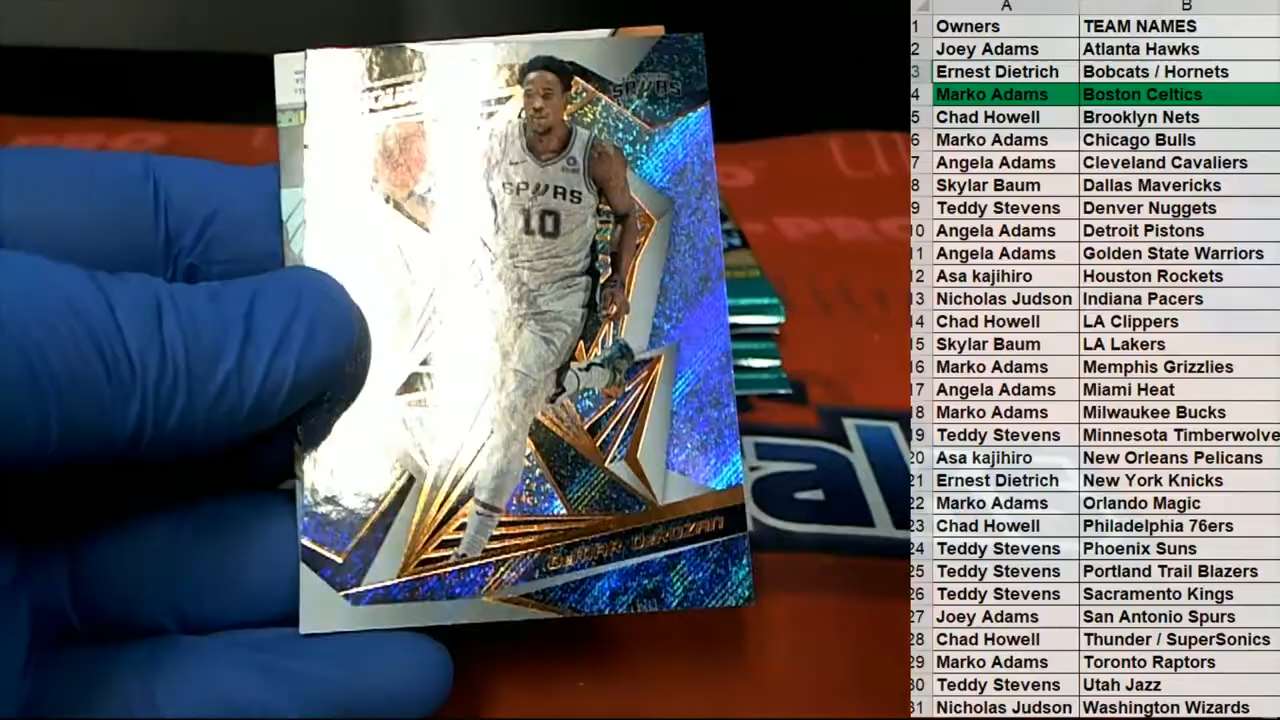 SPURS
SPURS
10
DeMAR DeROZAN
A B
1 Owners TEAM NAMES
2 Joey Adams Atlanta Hawks
3 Ernest Dietrich Bobcats / Hornets
4 Marko Adams Boston Celtics
5 Chad Howell Brooklyn Nets
6 Marko Adams Chicago Bulls
7 Angela Adams Cleveland Cavaliers
8 Skylar Baum Dallas Mavericks
9 Teddy Stevens Denver Nuggets
10 Angela Adams Detroit Pistons
11 Angela Adams Golden State Warriors
12 Asa kajihiro Houston Rockets
13 Nicholas Judson Indiana Pacers
14 Chad Howell LA Clippers
15 Skylar Baum LA Lakers
16 Marko Adams Memphis Grizzlies
17 Angela Adams Miami Heat
18 Marko Adams Milwaukee Bucks
19 Teddy Stevens Minnesota Timberwolve
20 Asa kajihiro New Orleans Pelicans
21 Ernest Dietrich New York Knicks
22 Marko Adams Orlando Magic
23 Chad Howell Philadelphia 76ers
24 Teddy Stevens Phoenix Suns
25 Teddy Stevens Portland Trail Blazers
26 Teddy Stevens Sacramento Kings
27 Joey Adams San Antonio Spurs
28 Chad Howell Thunder / SuperSonics
29 Marko Adams Toronto Raptors
30 Teddy Stevens Utah Jazz
31 Nicholas Judson Washington Wizards